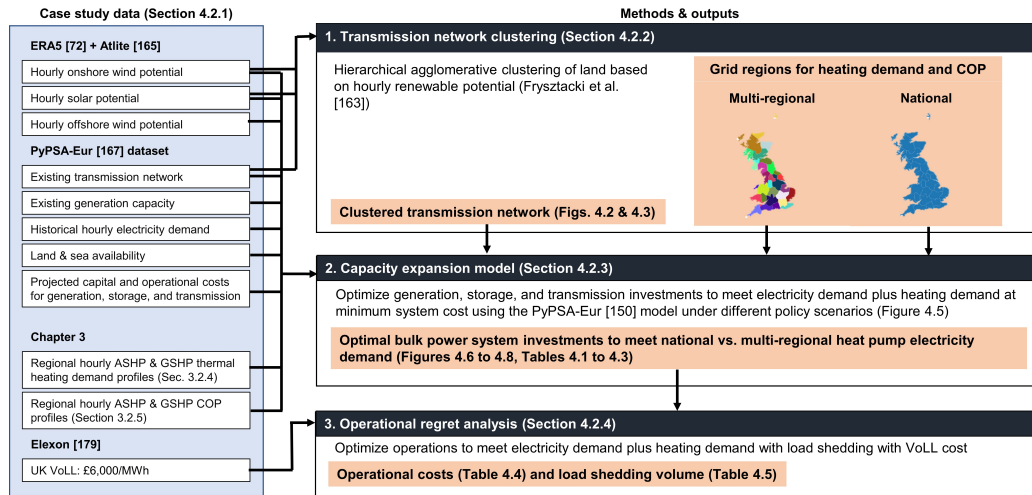 Case study data (Section 4.2.1)
ERA5 [72] + Atlite [165]
Hourly onshore wind potential
Hourly solar potential
Hourly offshore wind potential
PyPSA-Eur [167] dataset
Existing transmission network
Existing generation capacity
Historical hourly electricity demand
Land & sea availability
Projected capital and operational costs
for generation, storage, and transmission
Chapter 3
Regional hourly ASHP & GSHP thermal
heating demand profiles (Sec. 3.2.4)
Regional hourly ASHP & GSHP COP
profiles (Section 3.2.5)
Elexon [179]
UK VoLL: £6,000/MWh
Methods & outputs
1. Transmission network clustering (Section 4.2.2)
Hierarchical agglomerative clustering of land based
on hourly renewable potential (Frysztacki et al.
[163])
Clustered transmission network (Figs. 4.2 & 4.3)
Grid regions for heating demand and COP
Multi-regional
National
2. Capacity expansion model (Section 4.2.3)
Optimize generation, storage, and transmission investments to meet electricity demand plus heating demand at
minimum system cost using the PyPSA-Eur [150] model under different policy scenarios (Figure 4.5)
Optimal bulk power system investments to meet national vs. multi-regional heat pump electricity
demand (Figures 4.6 to 4.8, Tables 4.1 to 4.3)
3. Operational regret analysis (Section 4.2.4)
Optimize operations to meet electricity demand plus heating demand with load shedding with VoLL cost
Operational costs (Table 4.4) and load shedding volume (Table 4.5)